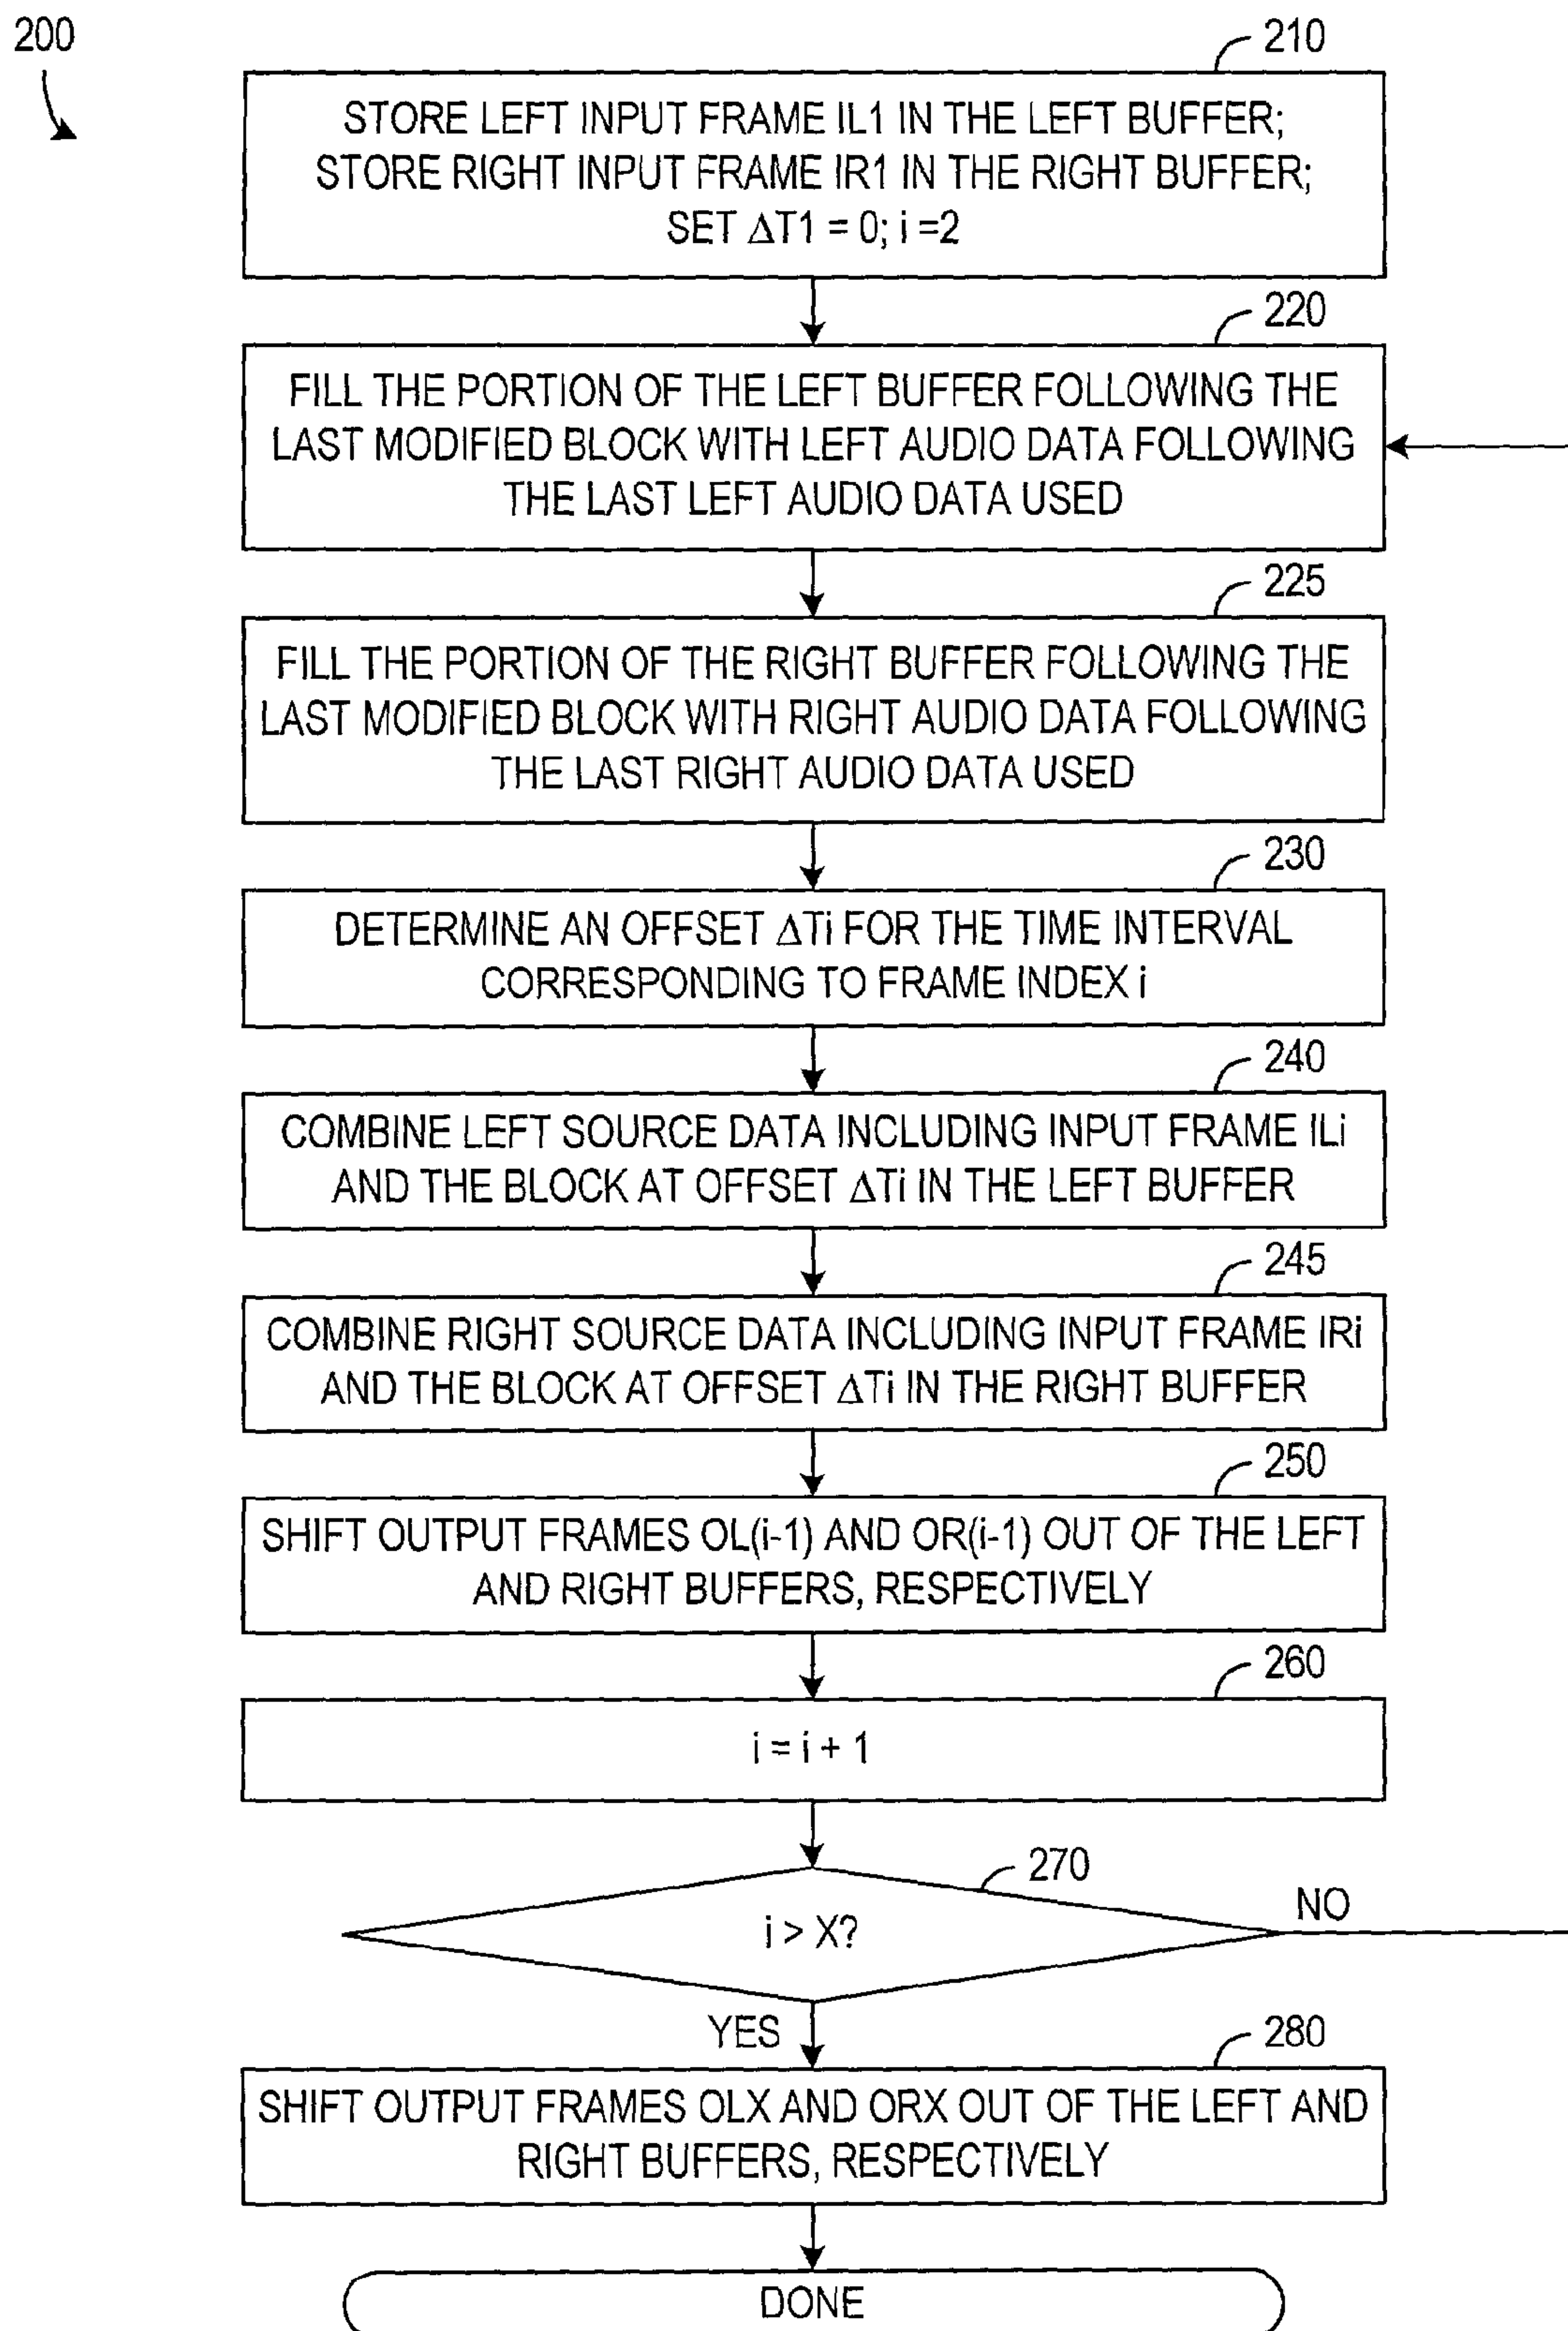 200
210
STORE LEFT INPUT FRAME IL1 IN THE LEFT BUFFER;
STORE RIGHT INPUT FRAME IR1 IN THE RIGHT BUFFER;
SET ΔT1 = 0; i =2
220
FILL THE PORTION OF THE LEFT BUFFER FOLLOWING THE
LAST MODIFIED BLOCK WITH LEFT AUDIO DATA FOLLOWING
THE LAST LEFT AUDIO DATA USED
225
FILL THE PORTION OF THE RIGHT BUFFER FOLLOWING THE
LAST MODIFIED BLOCK WITH RIGHT AUDIO DATA FOLLOWING
THE LAST RIGHT AUDIO DATA USED
230
DETERMINE AN OFFSET ΔTi FOR THE TIME INTERVAL
CORRESPONDING TO FRAME INDEX i
240
COMBINE LEFT SOURCE DATA INCLUDING INPUT FRAME ILi
AND THE BLOCK AT OFFSET ΔTi IN THE LEFT BUFFER
245
COMBINE RIGHT SOURCE DATA INCLUDING INPUT FRAME IRi
AND THE BLOCK AT OFFSET ΔTi IN THE RIGHT BUFFER
250
SHIFT OUTPUT FRAMES OL(i-1) AND OR(i-1) OUT OF THE LEFT
AND RIGHT BUFFERS, RESPECTIVELY
260
i = i + 1
270
i > X?
NO
YES
280
SHIFT OUTPUT FRAMES OLX AND ORX OUT OF THE LEFT AND
RIGHT BUFFERS, RESPECTIVELY
DONE